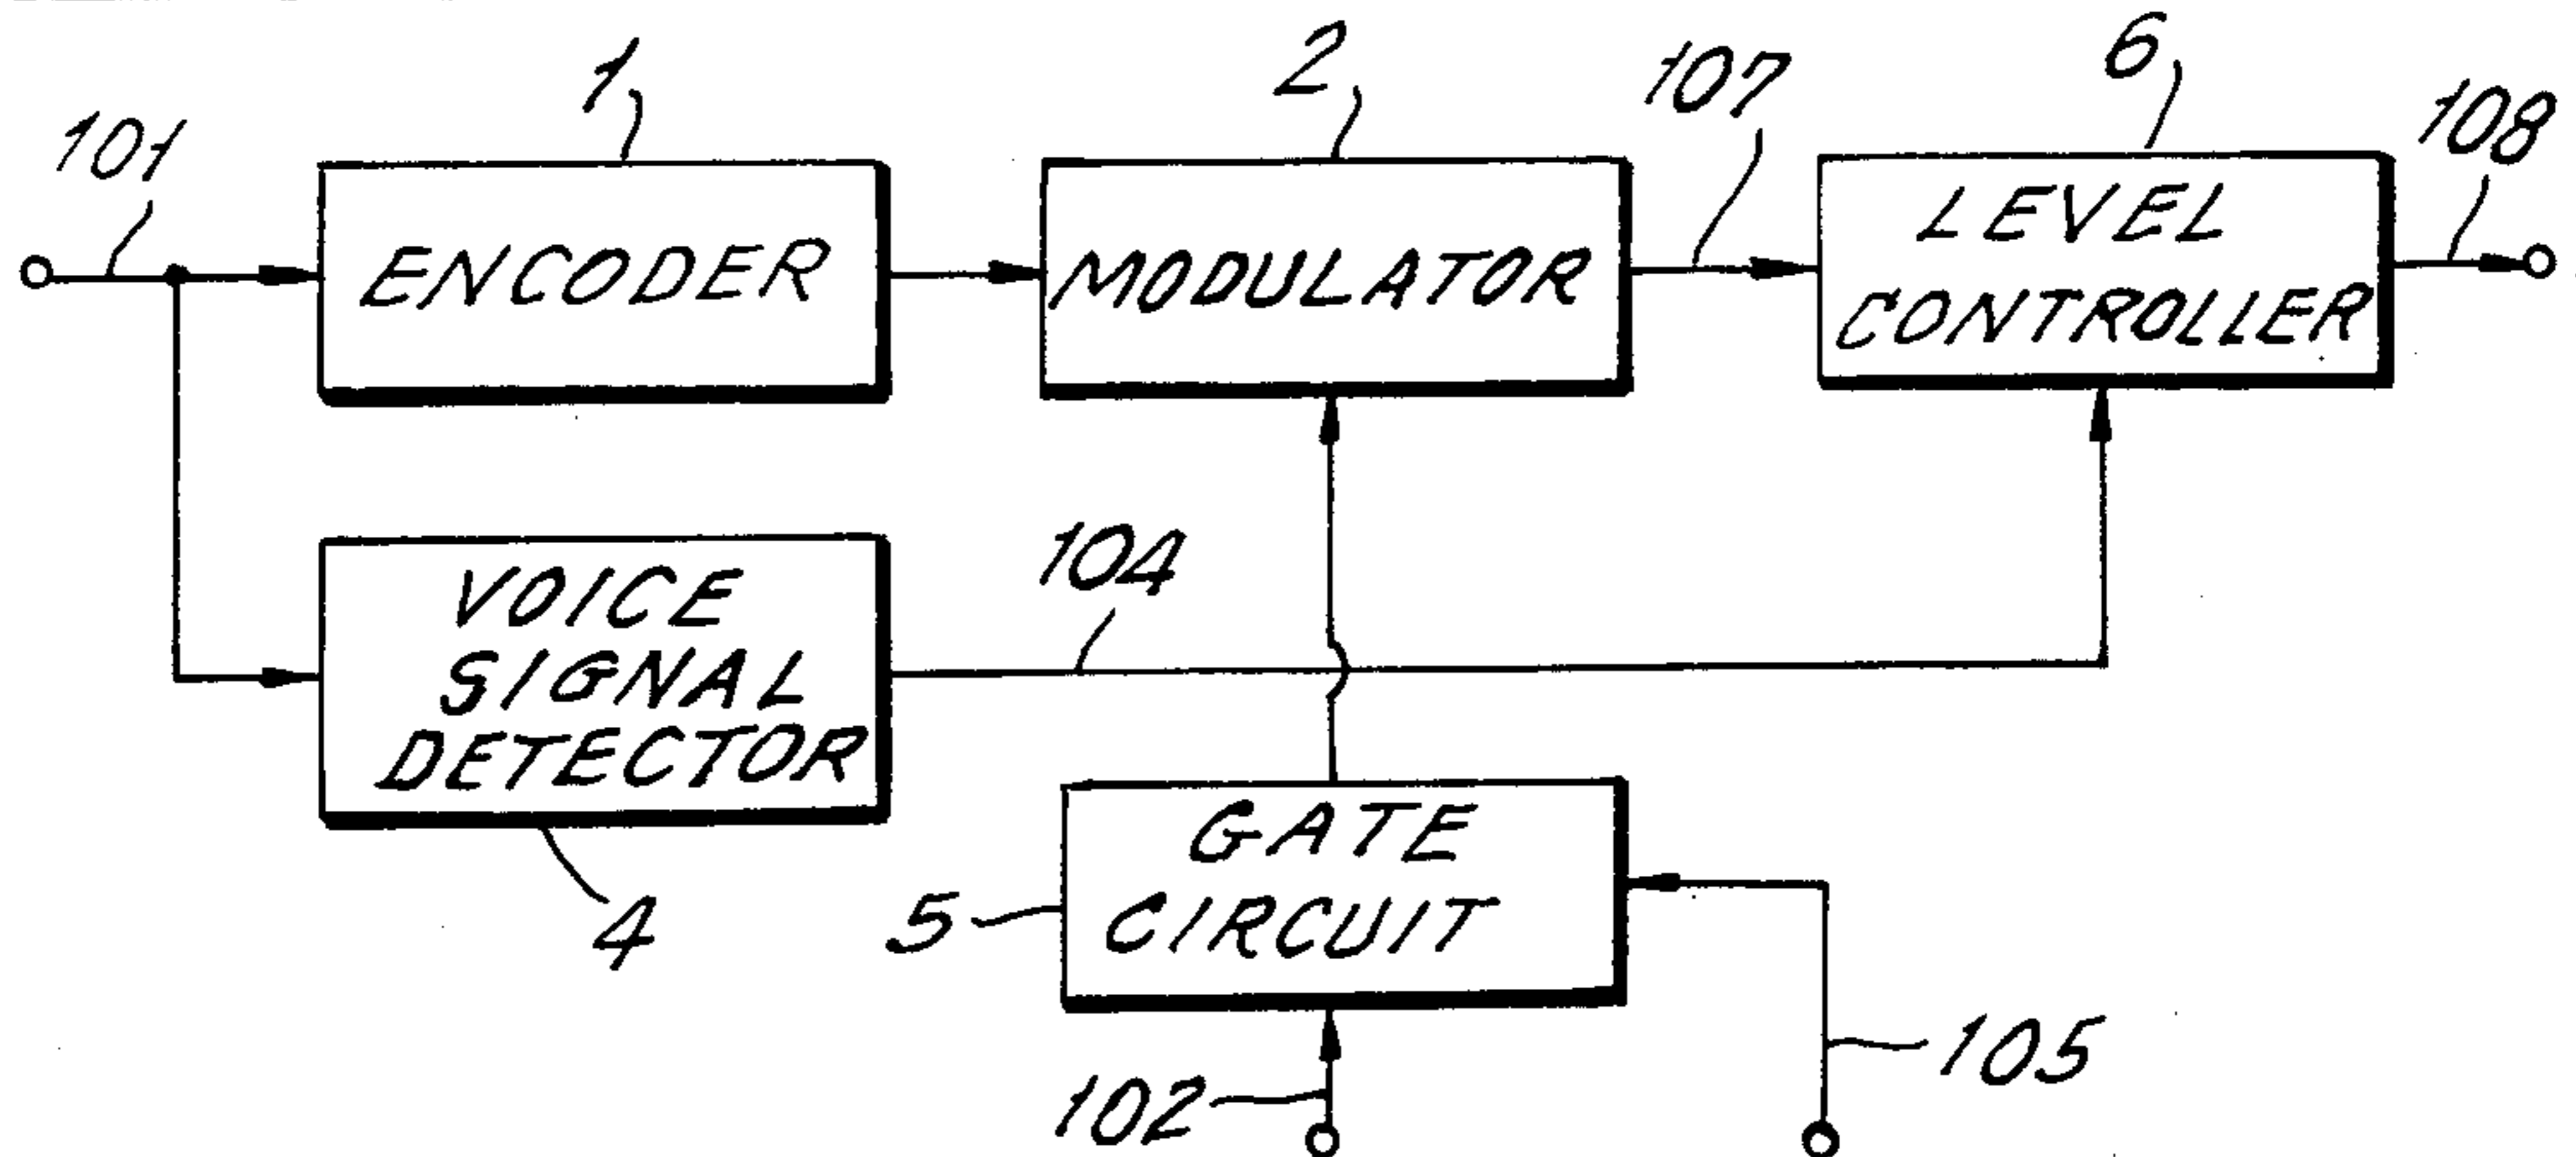 1
2
6
101
107
108
ENCODER
MODULATOR
LEVEL
CONTROLLER
VOICE
SIGNAL
DETECTOR
104
4
GATE
CIRCUIT
5
102
105